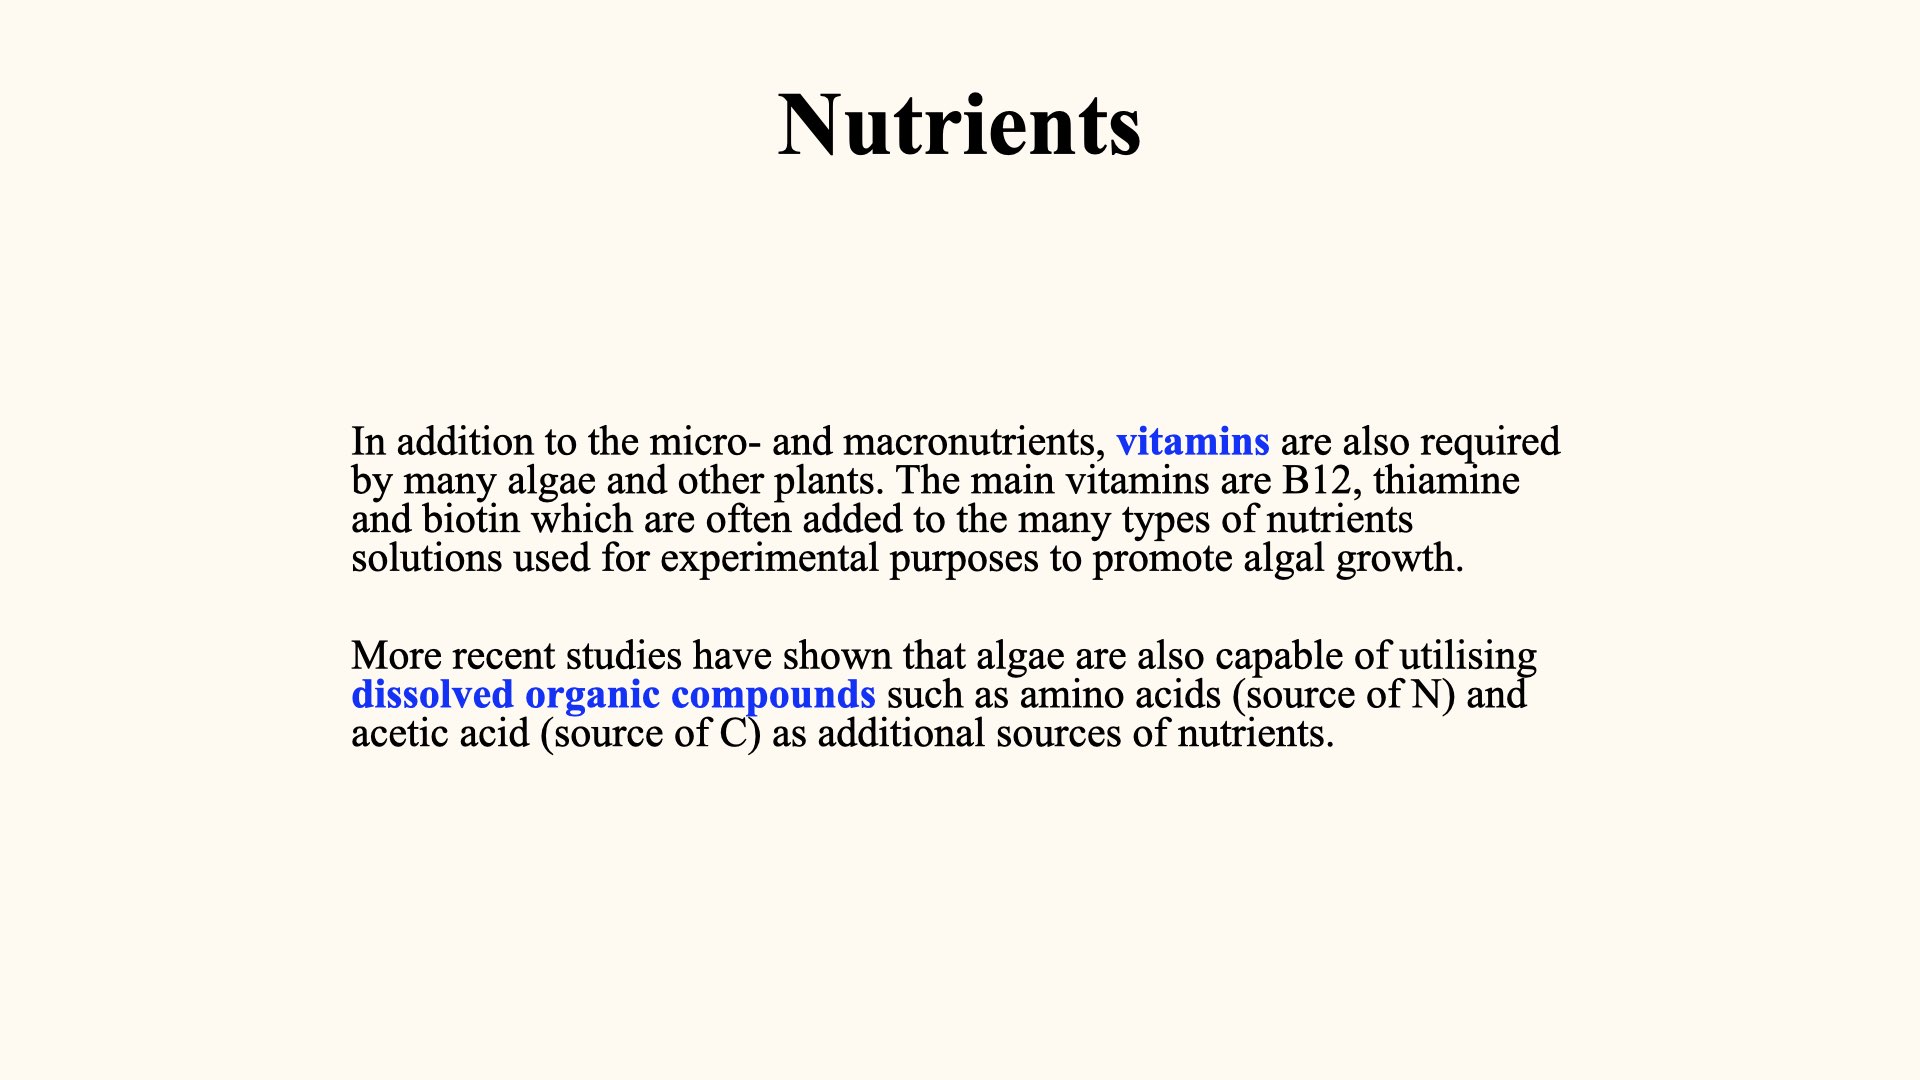 Nutrients
In addition to the micro- and macronutrients, vitamins are also required
by many algae and other plants. The main vitamins are B12, thiamine
and biotin which are often added to the many types of nutrients
solutions used for experimental purposes to promote algal growth.
More recent studies have shown that algae are also capable of utilising
dissolved organic compounds such as amino acids (source of N) and
acetic acid (source of C) as additional sources of nutrients.